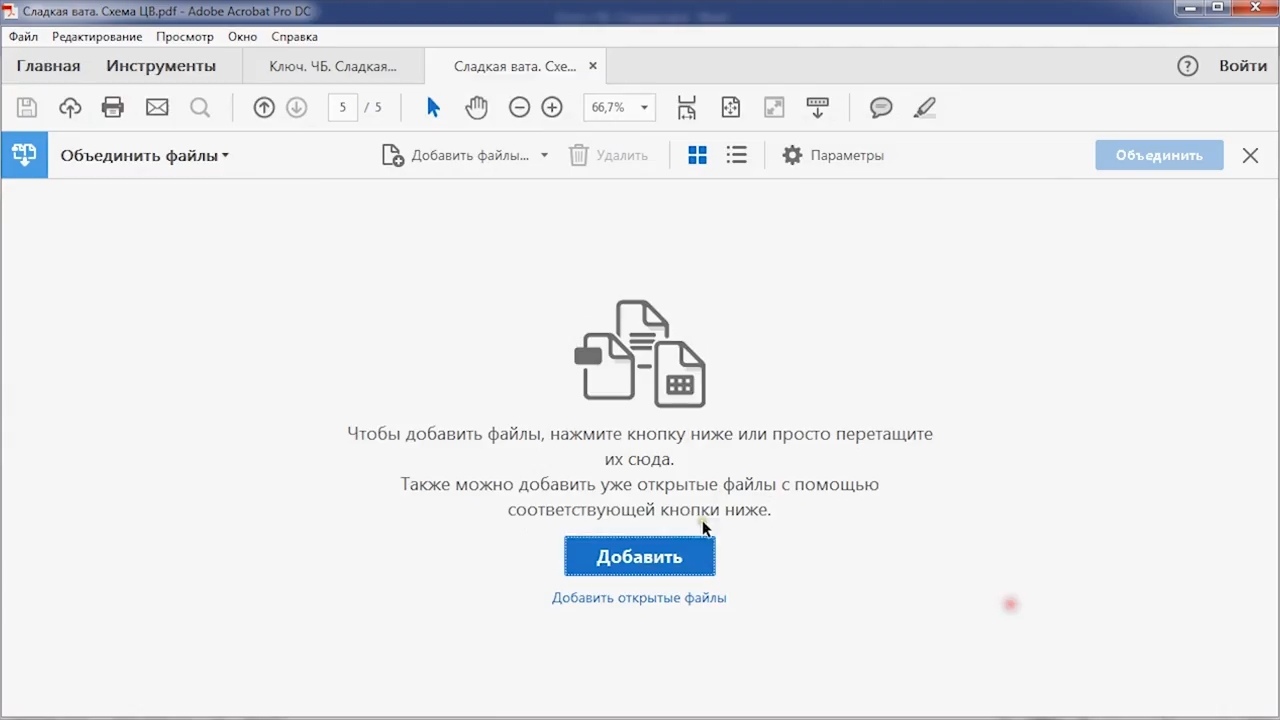 Сладкая вата. Схема ЦВ.pdf - Adobe Acrobat Pro DC
Файл Редактирование Просмотр Окно Справка
Главная Инструменты Ключ. ЧБ. Сладкая... Сладкая вата. Схе... Войти
5 / 5 66,7%
Объединить файлы Добавить файлы... Удалить Параметры Объединить
Чтобы добавить файлы, нажмите кнопку ниже или просто перетащите
их сюда.
Также можно добавить уже открытые файлы с помощью
соответствующей кнопки ниже.
Добавить
Добавить открытые файлы